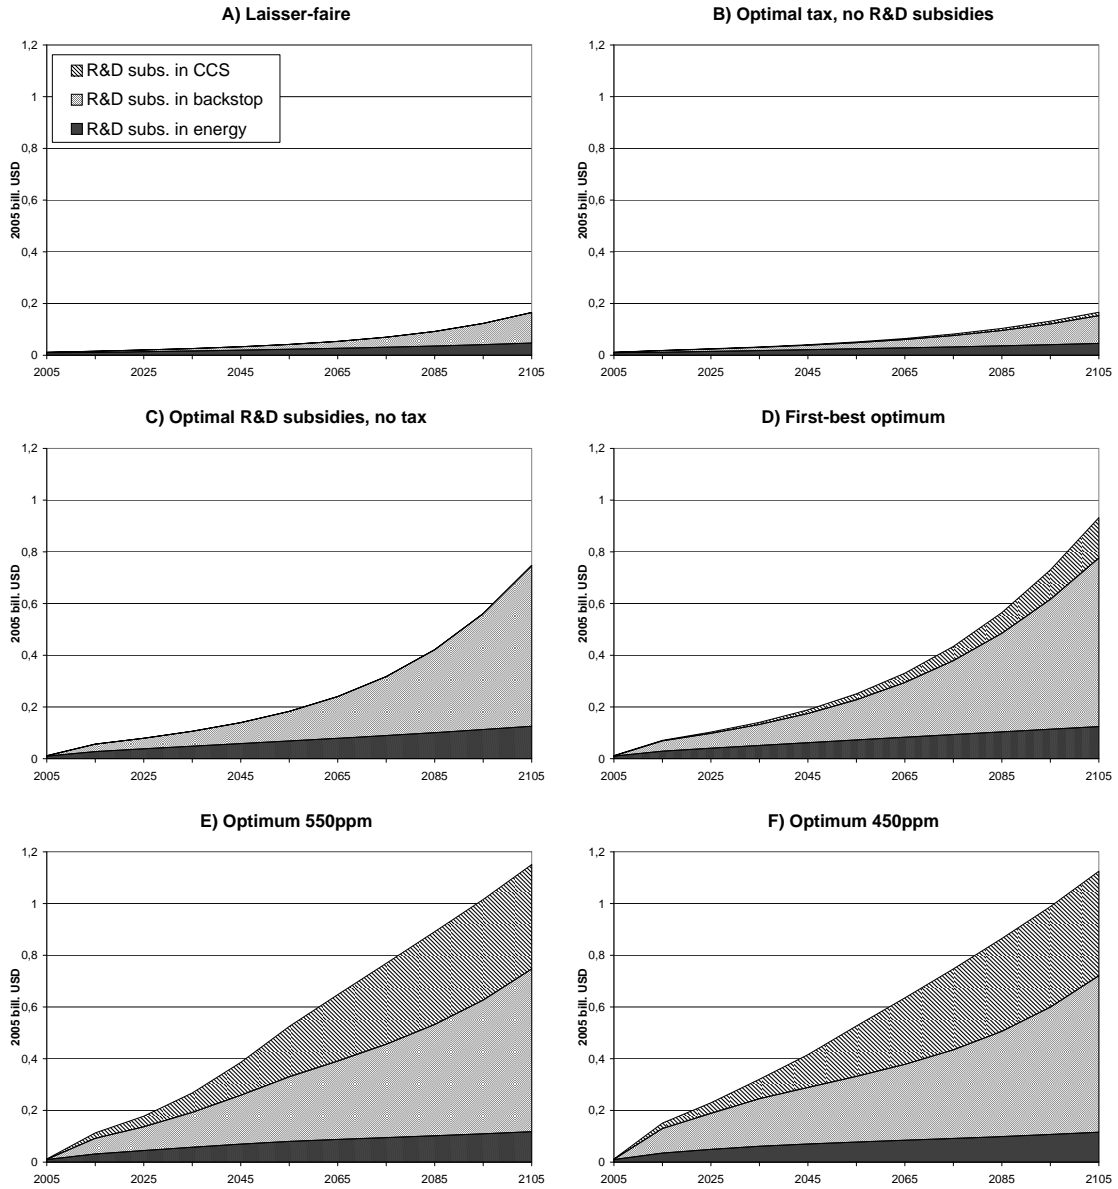 A) Laisser-faire
1,2
1
0,8
0,6
0,4
0,2
0
2005 bill. USD
R&D subs. in CCS
R&D subs. in backstop
R&D subs. in energy
2005 2025 2045 2065 2085 2105
B) Optimal tax, no R&D subsidies
1,2
1
0,8
0,6
0,4
0,2
0
2005 bill. USD
2005 2025 2045 2065 2085 2105
C) Optimal R&D subsidies, no tax
1,2
1
0,8
0,6
0,4
0,2
0
2005 bill. USD
2005 2025 2045 2065 2085 2105
D) First-best optimum
1,2
1
0,8
0,6
0,4
0,2
0
2005 bill. USD
2005 2025 2045 2065 2085 2105
E) Optimum 550ppm
1,2
1
0,8
0,6
0,4
0,2
0
2005 bill. USD
2005 2025 2045 2065 2085 2105
F) Optimum 450ppm
1,2
1
0,8
0,6
0,4
0,2
0
2005 bill. USD
2005 2025 2045 2065 2085 2105